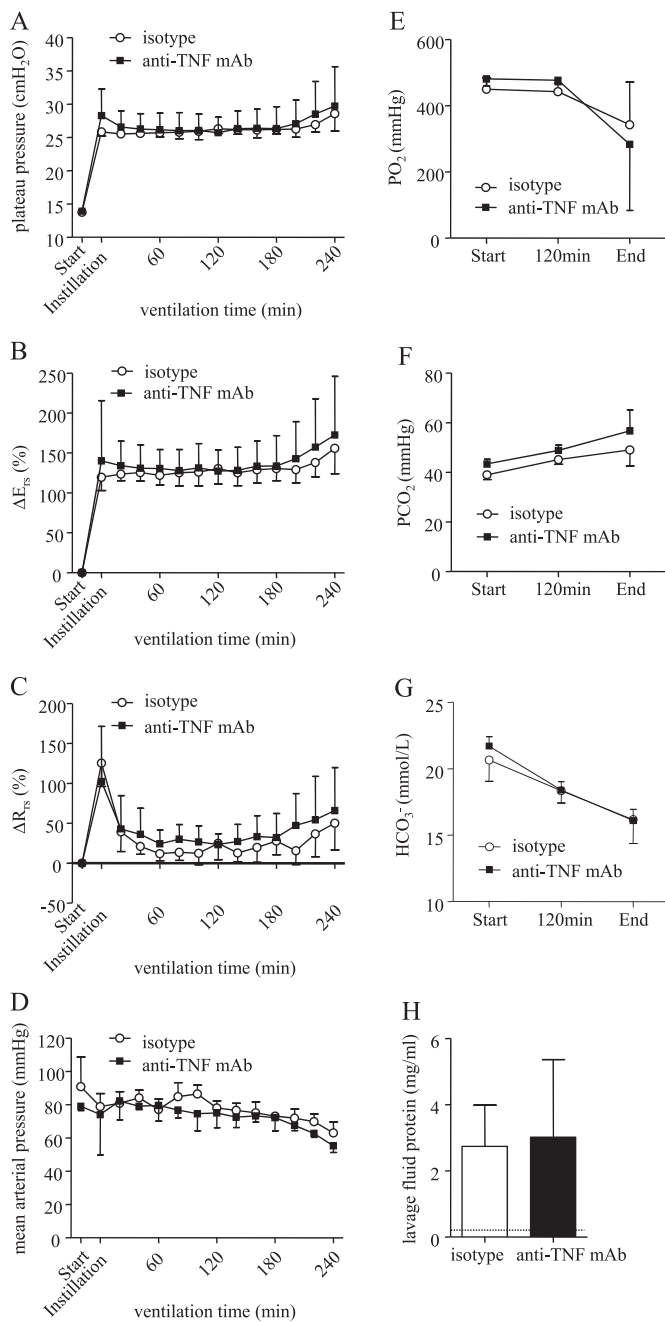 A
isotype
anti-TNF mAb
plateau pressure (cmH2O)
40
35
30
25
20
15
10
Start
Instillation
60
120
180
240
ventilation time (min)
B
isotype
anti-TNF mAb
ΔErs (%)
250
200
150
100
50
0
Start
Instillation
60
120
180
240
ventilation time (min)
C
isotype
anti-TNF mAb
ΔRrs (%)
200
150
100
50
0
-50
Start
Instillation
60
120
180
240
ventilation time (min)
D
isotype
anti-TNF mAb
mean arterial pressure (mmHg)
120
100
80
60
40
20
0
Start
Instillation
60
120
180
240
ventilation time (min)
E
PO2 (mmHg)
600
400
200
0
isotype
anti-TNF mAb
Start 120min End
F
PCO2 (mmHg)
80
60
40
20
0
isotype
anti-TNF mAb
Start 120min End
G
HCO3- (mmol/L)
25
20
15
10
isotype
anti-TNF mAb
Start 120min End
H
lavage fluid protein (mg/ml)
6
4
2
0
isotype anti-TNF mAb